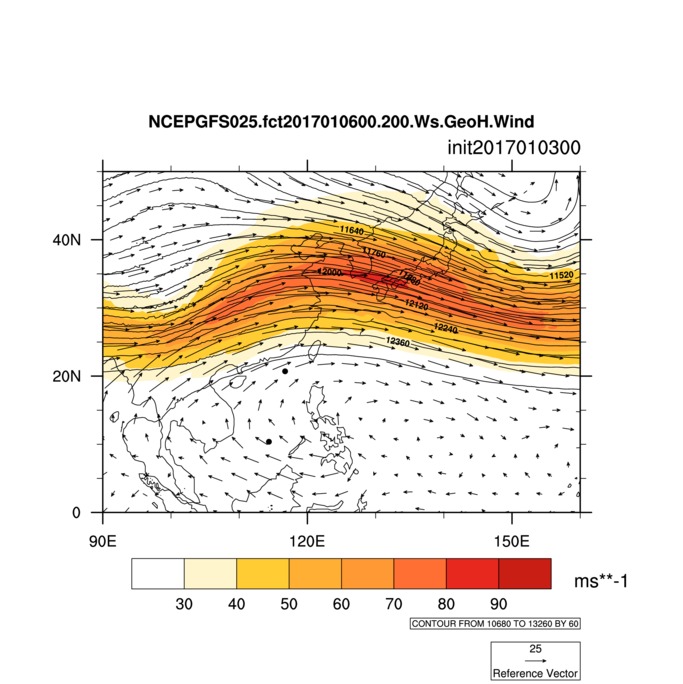 NCEPGFS025.fct2017010600.200.Ws.GeoH.Wind
init2017010300
11640
11760
40N
12000
11880
11520
12120
12240
12360
20N
0
90E 120E 150E
ms**-1
30 40 50 60 70 80 90
CONTOUR FROM 10680 TO 13260 BY 60
25
Reference Vector